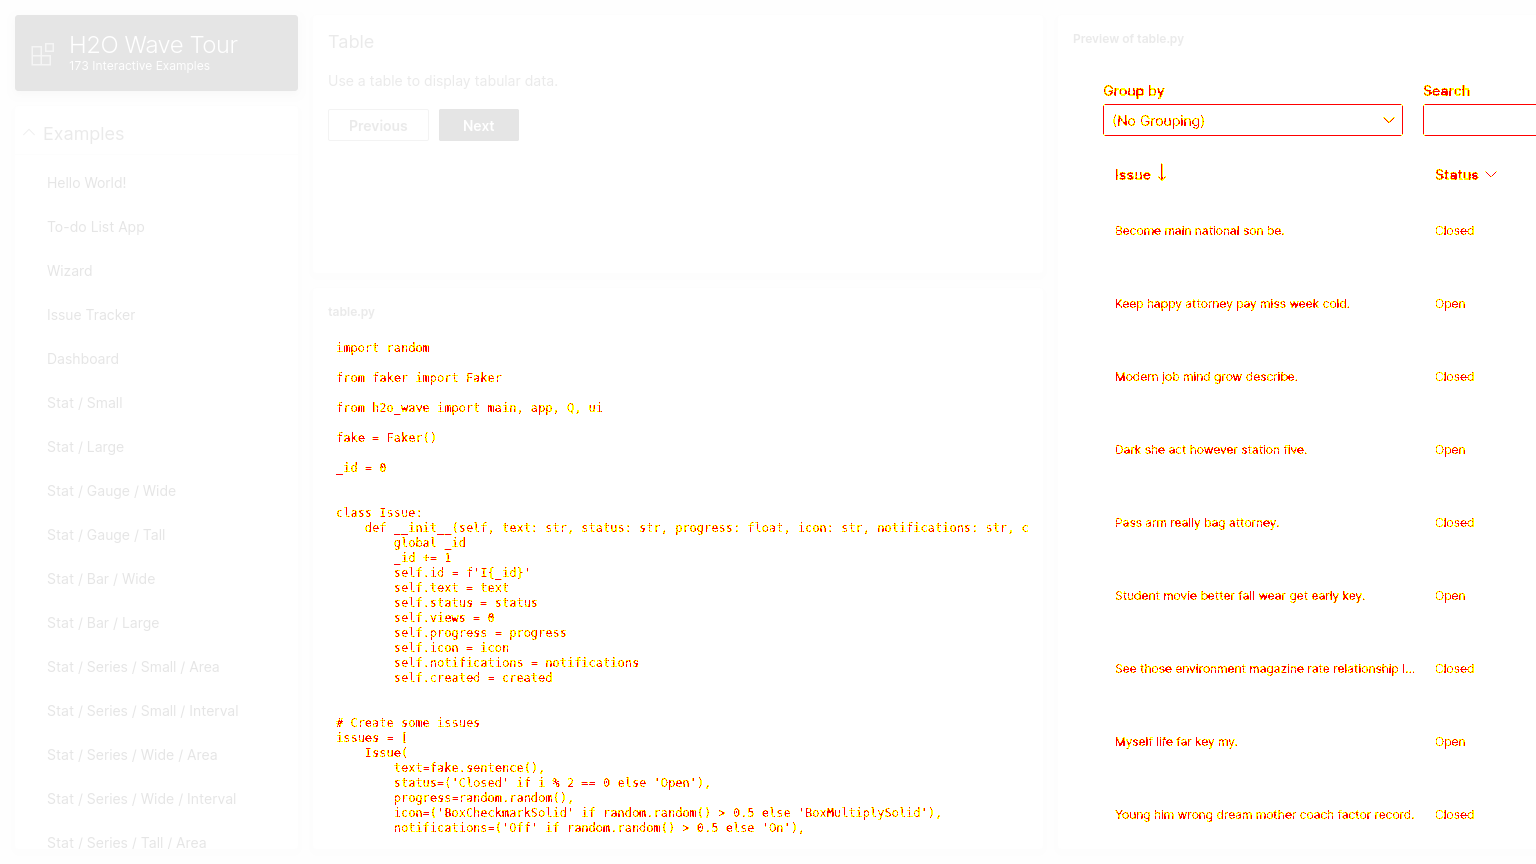 H2O Wave Tour
173 Interactive Examples
Examples
Hello World!
To-do List App
Wizard
Issue Tracker
Dashboard
Stat / Small
Stat / Large
Stat / Gauge / Wide
Stat / Gauge / Tall
Stat / Bar / Wide
Stat / Bar / Large
Stat / Series / Small / Area
Stat / Series / Small / Interval
Stat / Series / Wide / Area
Stat / Series / Wide / Interval
Stat / Series / Tall / Area
Table
Use a table to display tabular data.
Previous
Next
table.py
import random
from faker import Faker
from h2o_wave import main, app, Q, ui
fake = Faker()
_id = 0
class Issue:
def __init__(self, text: str, status: str, progress: float, icon: str, notifications: str, c
global _id
_id += 1
self.id = f'I{_id}'
self.text = text
self.status = status
self.views = 0
self.progress = progress
self.icon = icon
self.notifications = notifications
self.created = created
# Create some issues
issues = [
Issue(
text=fake.sentence(),
status=('Closed' if i % 2 == 0 else 'Open'),
progress=random.random(),
icon=('BoxCheckmarkSolid' if random.random() > 0.5 else 'BoxMultiplySolid'),
notifications=('Off' if random.random() > 0.5 else 'On'),
Preview of table.py
Group by
Search
(No Grouping)
Issue
Status
Become main national son be.
Closed
Keep happy attorney pay miss week cold.
Open
Modern job mind grow describe.
Closed
Dark she act however station five.
Open
Pass arm really bag attorney.
Closed
Student movie better fall wear get early key.
Open
See those environment magazine rate relationship l...
Closed
Myself life far key my.
Open
Young him wrong dream mother coach factor record.
Closed